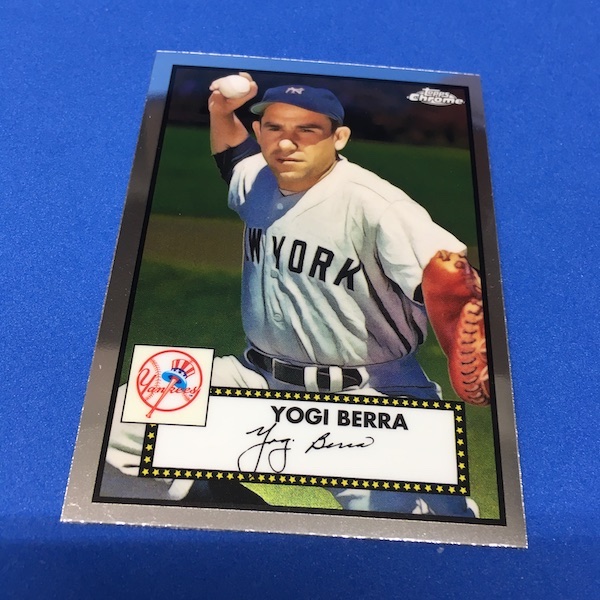 NY
Topps
Chrome
NEW YORK
Yankees
YOGI BERRA
Yogi Berra